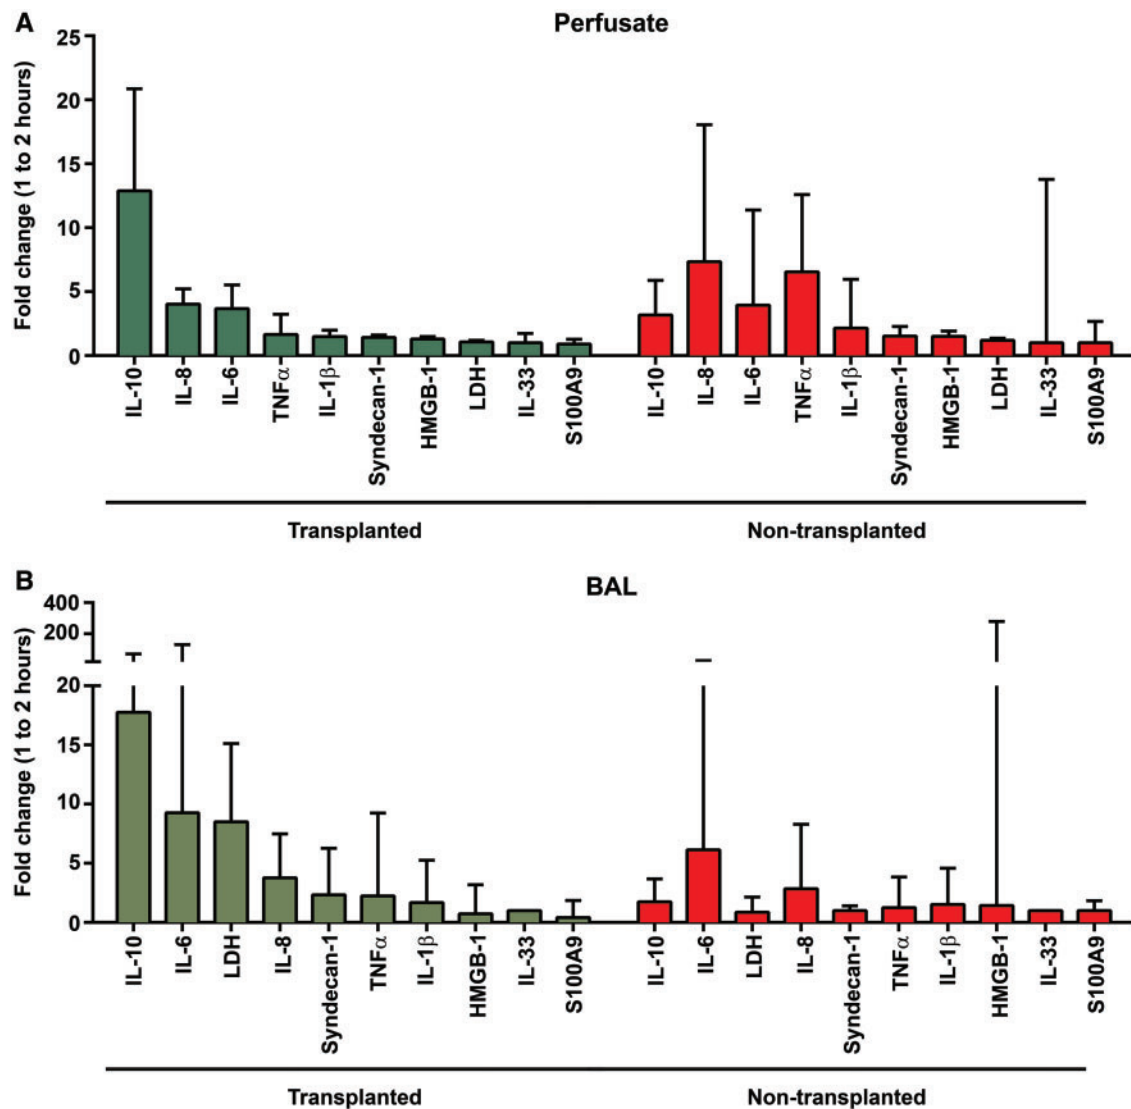 A
Perfusate
Fold change (1 to 2 hours)
25
20
15
10
5
0
IL-10
IL-8
IL-6
TNFα
IL-1β
Syndecan-1
HMGB-1
LDH
IL-33
S100A9
IL-10
IL-8
IL-6
TNFα
IL-1β
Syndecan-1
HMGB-1
LDH
IL-33
S100A9
Transplanted
Non-transplanted
B
BAL
Fold change (1 to 2 hours)
400
200
20
15
10
5
0
IL-10
IL-6
LDH
IL-8
Syndecan-1
TNFα
IL-1β
HMGB-1
IL-33
S100A9
IL-10
IL-6
LDH
IL-8
Syndecan-1
TNFα
IL-1β
HMGB-1
IL-33
S100A9
Transplanted
Non-transplanted